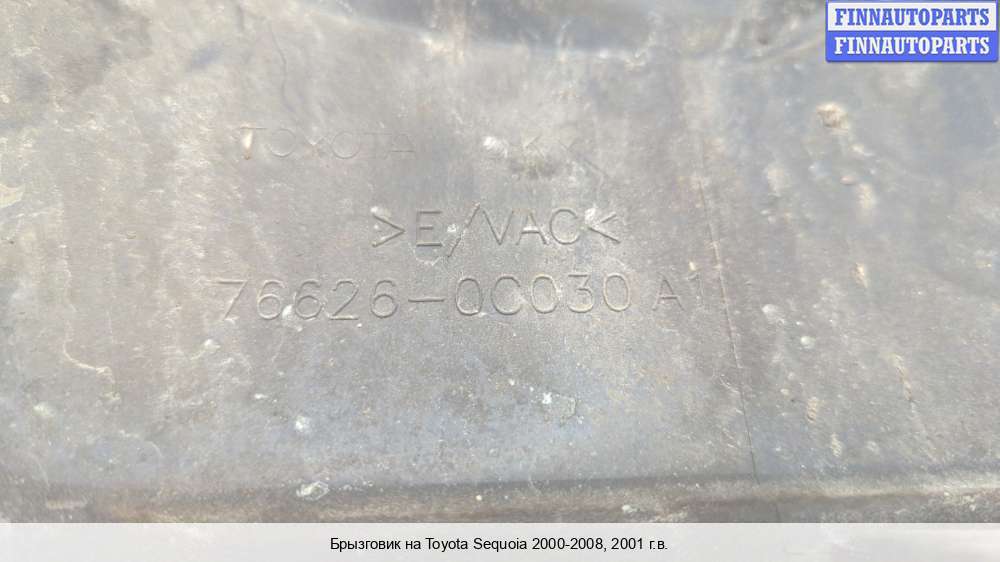 FINNAUTOPARTS
FINNAUTOPARTS
TOYOTA
>E/VAC<
76626-0C030 A1
Брызговик на Toyota Sequoia 2000-2008, 2001 г.в.